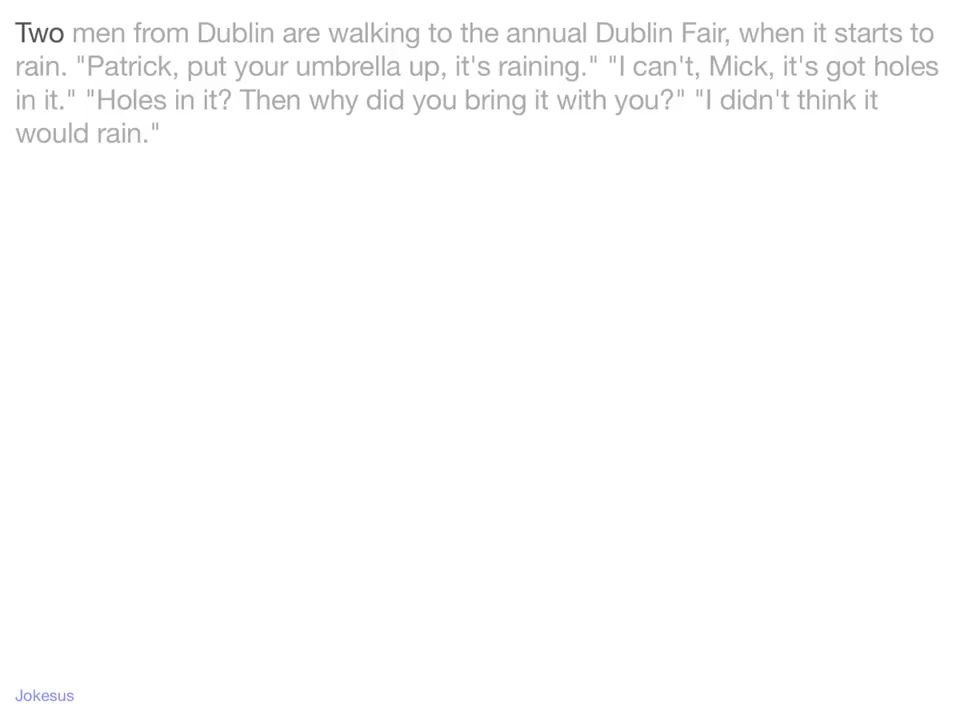 Two men from Dublin are walking to the annual Dublin Fair, when it starts to
rain. "Patrick, put your umbrella up, it's raining." "I can't, Mick, it's got holes
in it." "Holes in it? Then why did you bring it with you?" "I didn't think it
would rain."
Jokesus